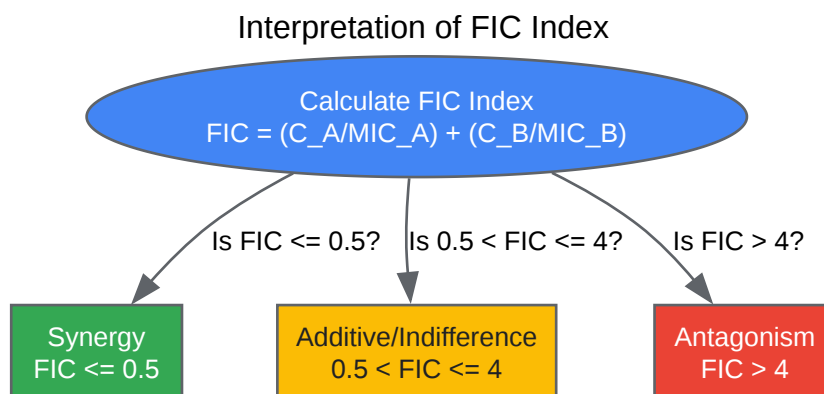 Interpretation of FIC Index
Calculate FIC Index
FIC = (C_A/MIC_A) + (C_B/MIC_B)
Is FIC <= 0.5?
Is 0.5 < FIC <= 4?
Is FIC > 4?
Synergy
FIC <= 0.5
Additive/Indifference
0.5 < FIC <= 4
Antagonism
FIC > 4